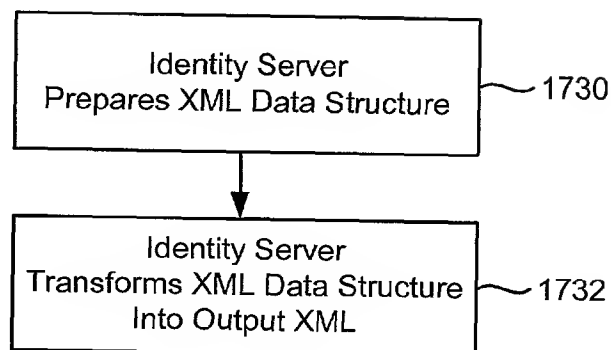 Identity Server
Prepares XML Data Structure
1730
Identity Server
Transforms XML Data Structure
Into Output XML
1732